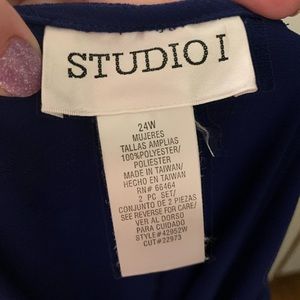 STUDIO I
24W
MUJERES
TALLAS AMPLIAS
100%POLYESTER/
POLIESTER
MADE IN TAIWAN/
HECHO EN TAIWAN
RN# 66464
2 PC SET/
CONJUNTO DE 2 PIEZAS
SEE REVERSE FOR CARE/
VER AL DORSO
PARA CUIDADO
STYLE#42952W
CUT#22973